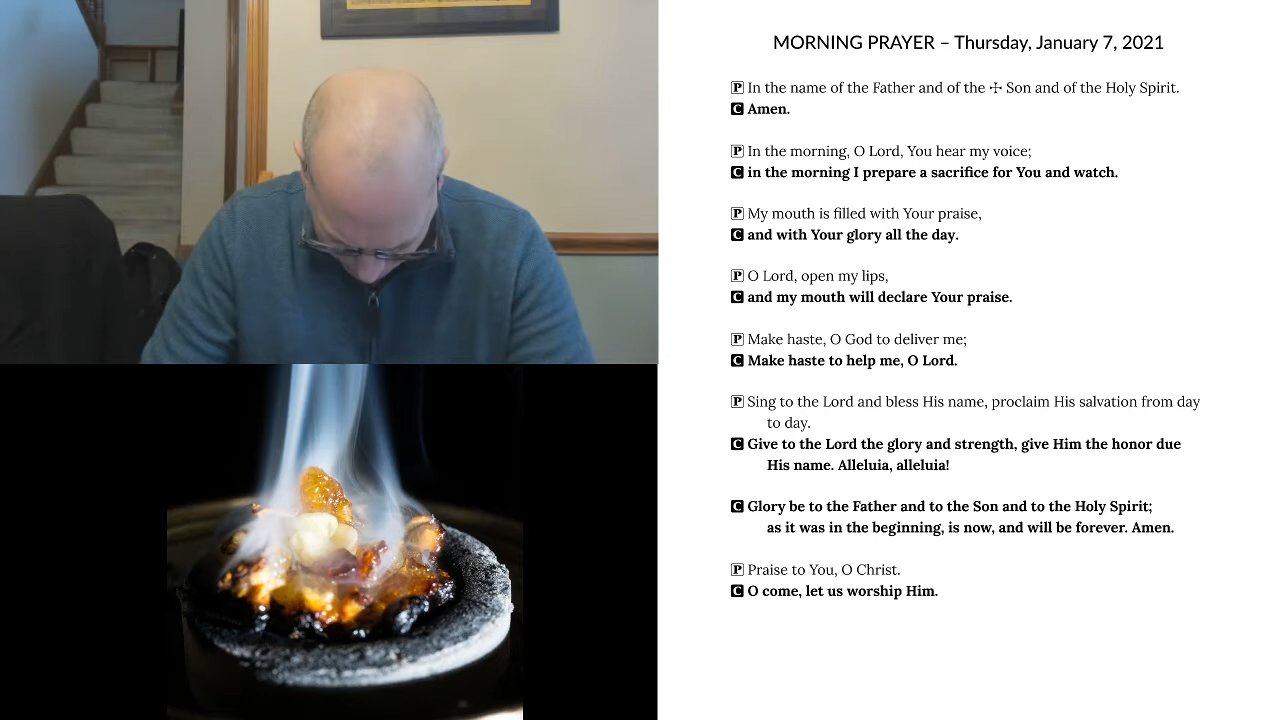 MORNING PRAYER – Thursday, January 7, 2021
P In the name of the Father and of the ☩ Son and of the Holy Spirit.
C Amen.
P In the morning, O Lord, You hear my voice;
C in the morning I prepare a sacrifice for You and watch.
P My mouth is filled with Your praise,
C and with Your glory all the day.
P O Lord, open my lips,
C and my mouth will declare Your praise.
P Make haste, O God to deliver me;
C Make haste to help me, O Lord.
P Sing to the Lord and bless His name, proclaim His salvation from day
to day.
C Give to the Lord the glory and strength, give Him the honor due
His name. Alleluia, alleluia!
C Glory be to the Father and to the Son and to the Holy Spirit;
as it was in the beginning, is now, and will be forever. Amen.
P Praise to You, O Christ.
C O come, let us worship Him.